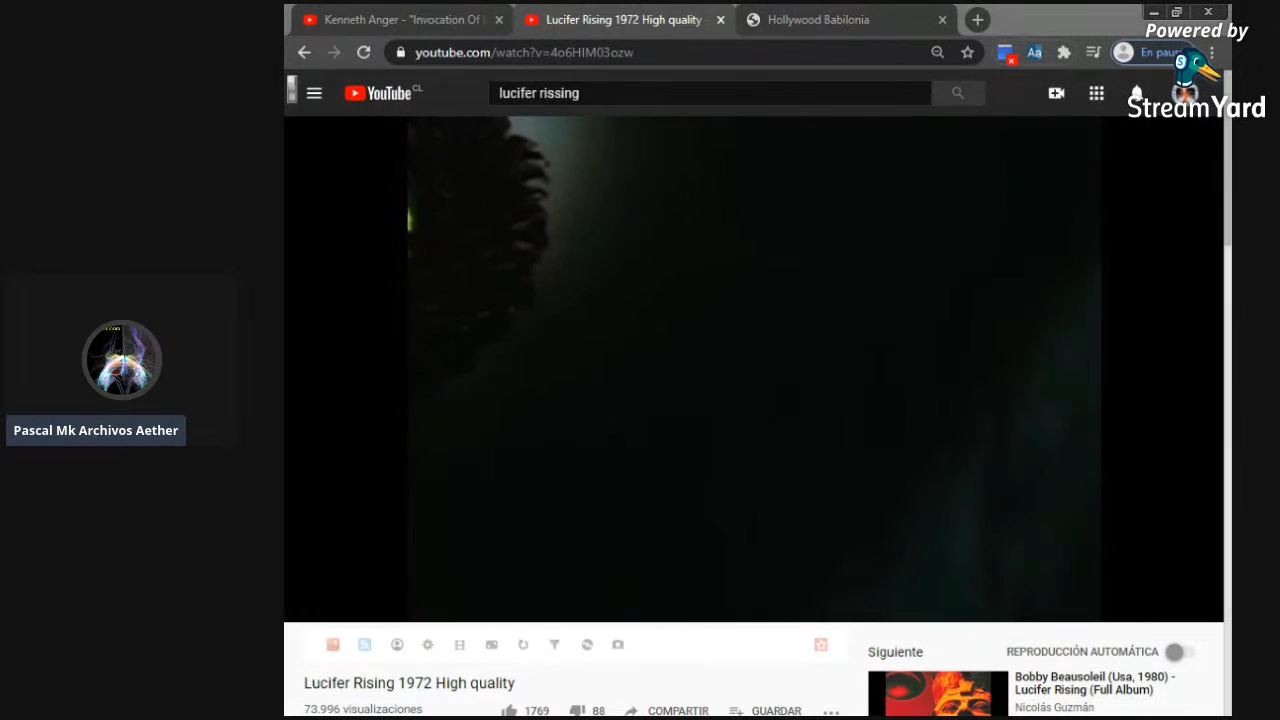 Kenneth Anger - "Invocation Of
Lucifer Rising 1972 High quality
Hollywood Babilonia
Powered by
StreamYard
youtube.com/watch?v=4o6HIM03ozw
En paus
YouTube CL
lucifer rissing
Pascal Mk Archivos Aether
Siguiente
REPRODUCCIÓN AUTOMÁTICA
Lucifer Rising 1972 High quality
73.996 visualizaciones
1769
88
COMPARTIR
GUARDAR
Bobby Beausoleil (Usa, 1980) -
Lucifer Rising (Full Album)
Nicolás Guzmán